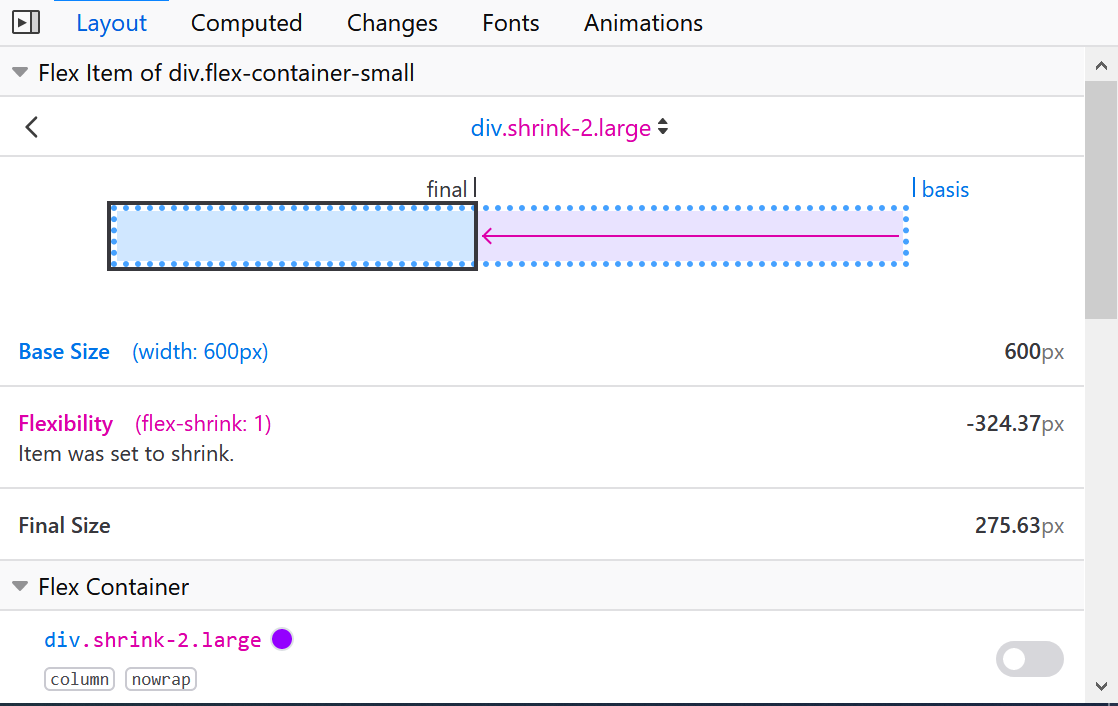 Layout Computed Changes Fonts Animations
Flex Item of div.flex-container-small
div.shrink-2.large
final basis
Base Size (width: 600px) 600px
Flexibility (flex-shrink: 1) -324.37px
Item was set to shrink.
Final Size 275.63px
Flex Container
div.shrink-2.large
column nowrap